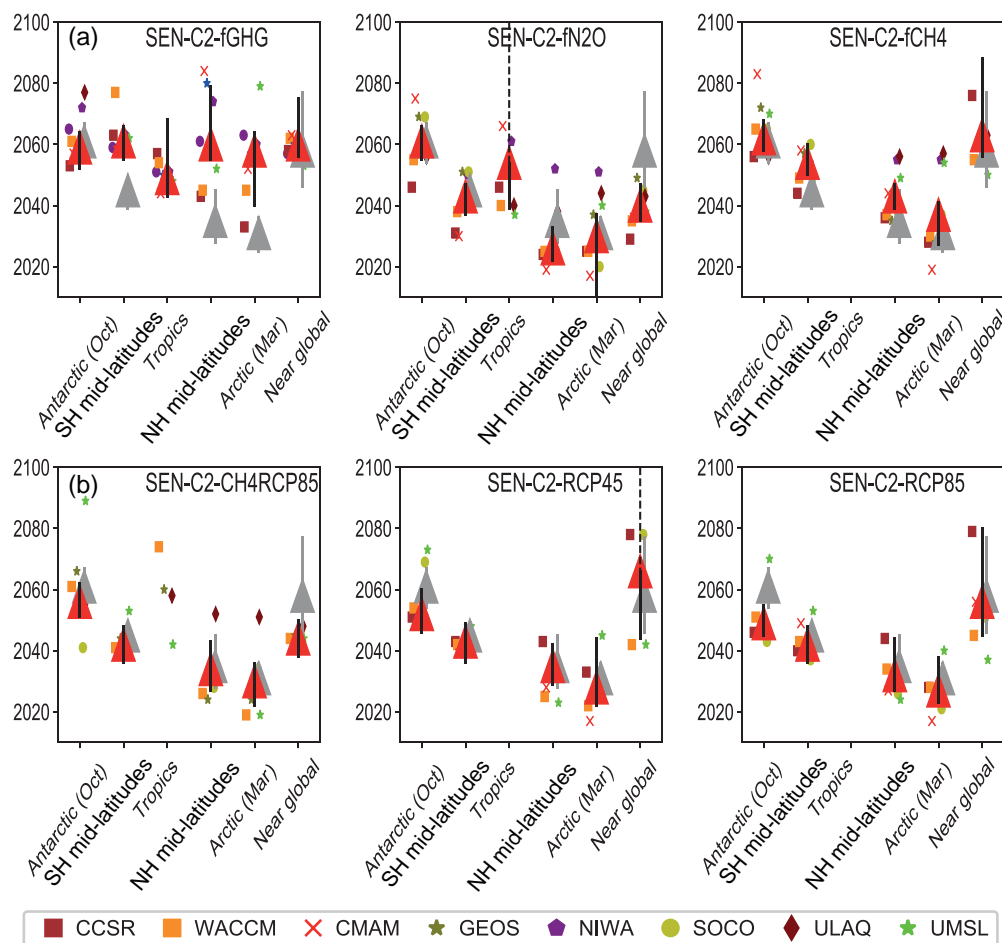 (a)
SEN-C2-fGHG
SEN-C2-fN2O
SEN-C2-fCH4
2100
2080
2060
2040
2020
2100
2080
2060
2040
2020
2100
2080
2060
2040
2020
Antarctic (Oct)
SH mid-latitudes
Tropics
NH mid-latitudes
Arctic (Mar)
Near global
Antarctic (Oct)
SH mid-latitudes
Tropics
NH mid-latitudes
Arctic (Mar)
Near global
Antarctic (Oct)
SH mid-latitudes
Tropics
NH mid-latitudes
Arctic (Mar)
Near global
(b)
SEN-C2-CH4RCP85
SEN-C2-RCP45
SEN-C2-RCP85
2100
2080
2060
2040
2020
2100
2080
2060
2040
2020
2100
2080
2060
2040
2020
Antarctic (Oct)
SH mid-latitudes
Tropics
NH mid-latitudes
Arctic (Mar)
Near global
Antarctic (Oct)
SH mid-latitudes
Tropics
NH mid-latitudes
Arctic (Mar)
Near global
Antarctic (Oct)
SH mid-latitudes
Tropics
NH mid-latitudes
Arctic (Mar)
Near global
CCSR WACCM CMAM GEOS NIWA SOCO ULAQ UMSL